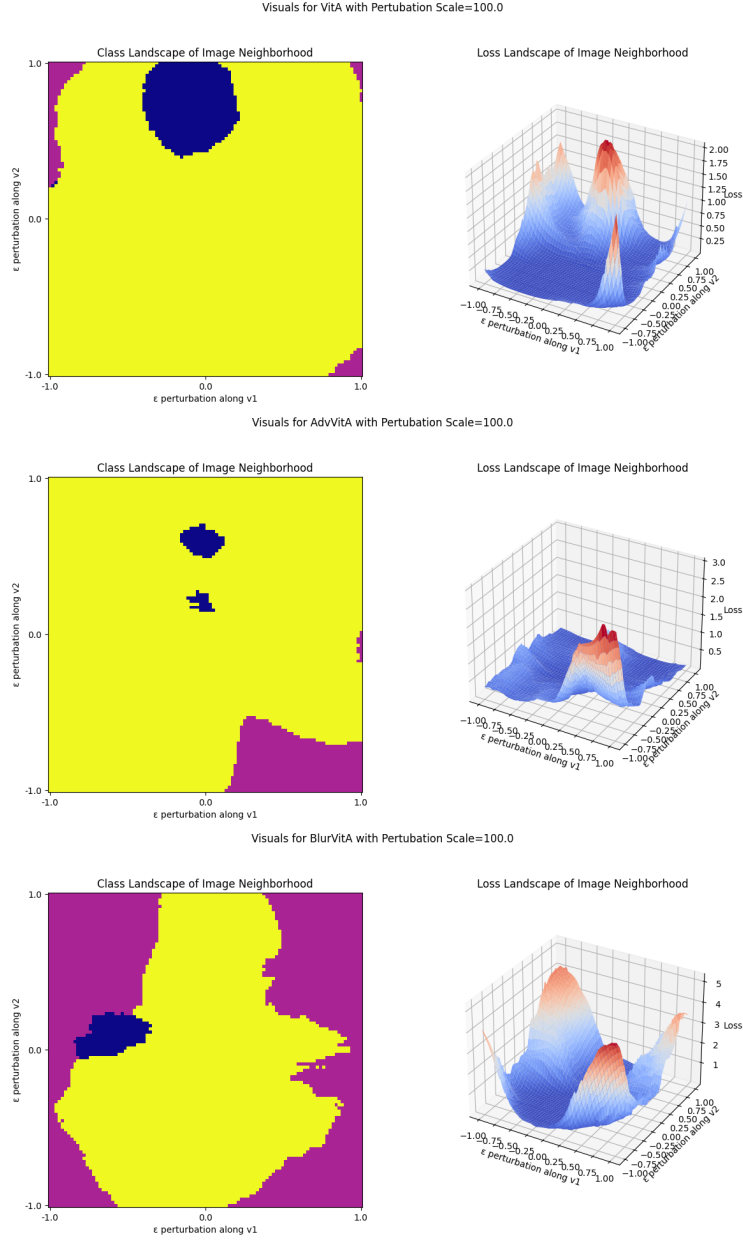 Visuals for VitA with Pertubation Scale=100.0
Class Landscape of Image Neighborhood
1.0
0.0
-1.0
ε perturbation along v2
-1.0 0.0 1.0
ε perturbation along v1
Loss Landscape of Image Neighborhood
2.00
1.75
1.50
1.25
1.00
0.75
0.50
0.25
Loss
−1.00 −0.75 −0.50 −0.25 0.00 0.25 0.50 0.75 1.00
ε perturbation along v1
−1.00 −0.75 −0.50 −0.25 0.00 0.25 0.50 0.75 1.00
ε perturbation along v2
Visuals for AdvVitA with Pertubation Scale=100.0
Class Landscape of Image Neighborhood
1.0
0.0
-1.0
ε perturbation along v2
-1.0 0.0 1.0
ε perturbation along v1
Loss Landscape of Image Neighborhood
3.0
2.5
2.0
1.5
1.0
0.5
Loss
−1.00 −0.75 −0.50 −0.25 0.00 0.25 0.50 0.75 1.00
ε perturbation along v1
−1.00 −0.75 −0.50 −0.25 0.00 0.25 0.50 0.75 1.00
ε perturbation along v2
Visuals for BlurVitA with Pertubation Scale=100.0
Class Landscape of Image Neighborhood
1.0
0.0
-1.0
ε perturbation along v2
-1.0 0.0 1.0
ε perturbation along v1
Loss Landscape of Image Neighborhood
5
4
3
2
1
Loss
−1.00 −0.75 −0.50 −0.25 0.00 0.25 0.50 0.75 1.00
ε perturbation along v1
−1.00 −0.75 −0.50 −0.25 0.00 0.25 0.50 0.75 1.00
ε perturbation along v2